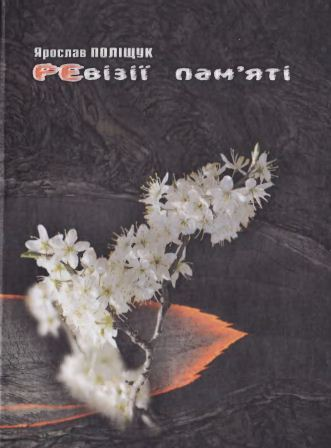 Ярослав ПОЛІЩУК
РЕвізії пам'яті